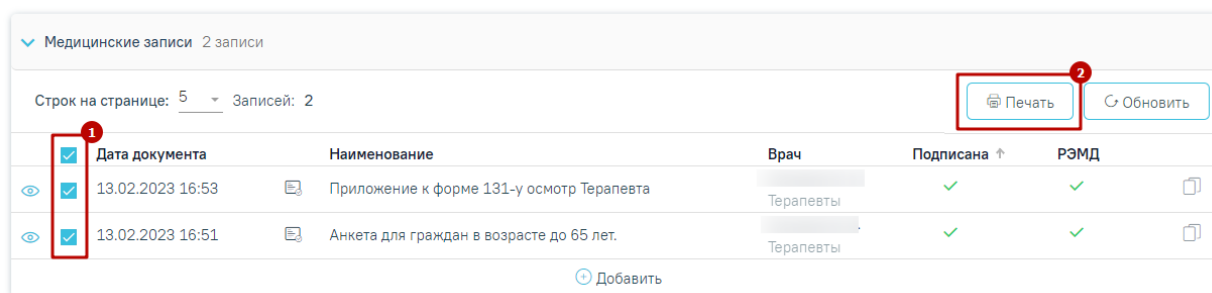 Медицинские записи 2 записи
2
Строк на странице: 5 Записей: 2 Печать Обновить
1
Дата документа Наименование Врач Подписана РЭМД
13.02.2023 16:53 Приложение к форме 131-у осмотр Терапевта Терапевты
13.02.2023 16:51 Анкета для граждан в возрасте до 65 лет. Терапевты
Добавить